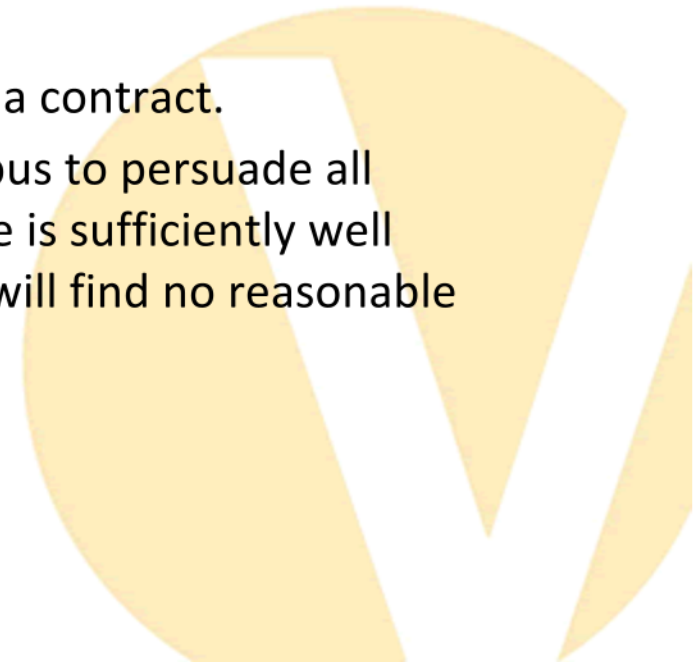 a contract.
ous to persuade all
e is sufficiently well
will find no reasonable